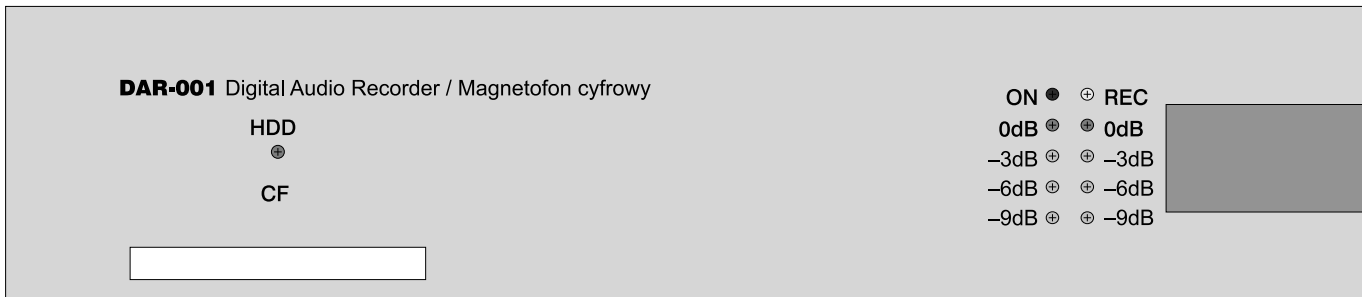 DAR-001 Digital Audio Recorder / Magnetofon cyfrowy
HDD
CF
ON REC
0dB 0dB
–3dB –3dB
–6dB –6dB
–9dB –9dB